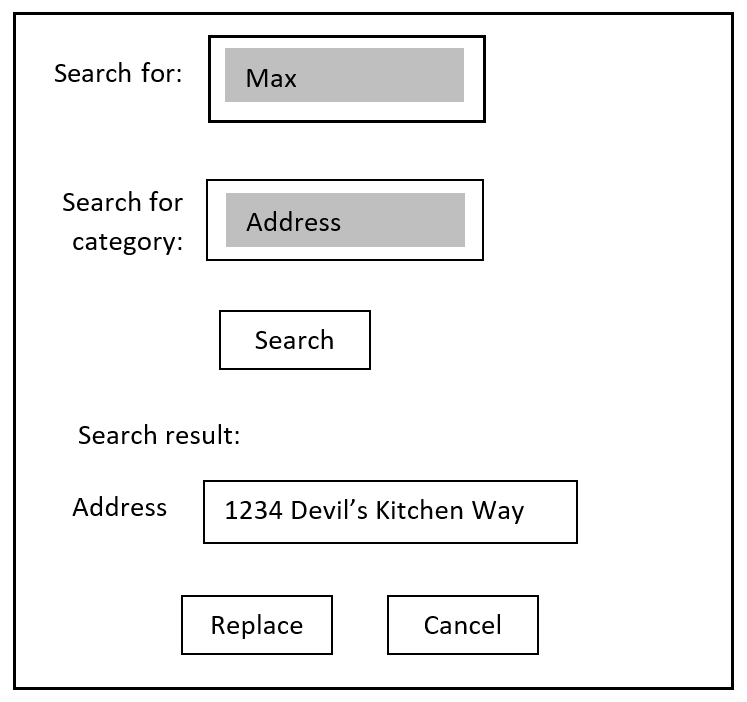 Search for:
Max
Search for
category:
Address
Search
Search result:
Address
1234 Devil’s Kitchen Way
Replace
Cancel